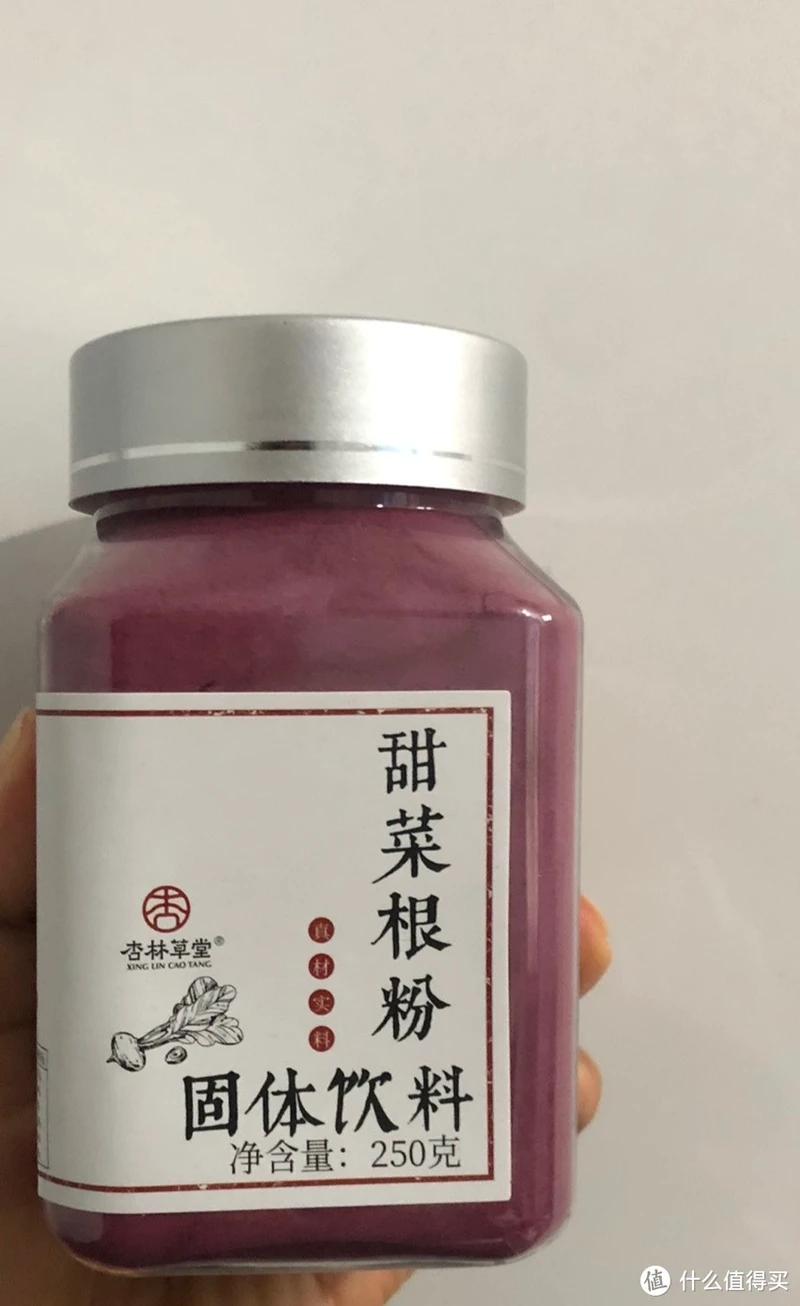 甜菜根粉
真材实料
杏林草堂®
XING LIN CAO TANG
固体饮料
净含量：250克
值 什么值得买